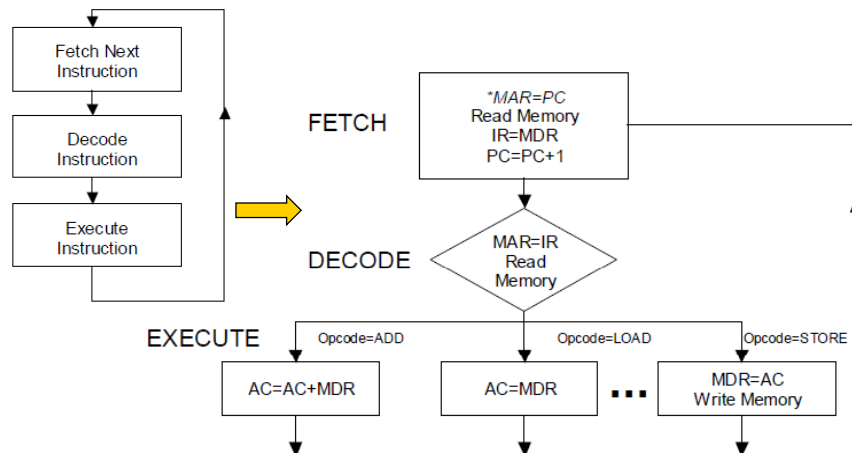 Fetch Next
Instruction
Decode
Instruction
Execute
Instruction
FETCH
*MAR=PC
Read Memory
IR=MDR
PC=PC+1
DECODE
MAR=IR
Read
Memory
EXECUTE
Opcode=ADD
Opcode=LOAD
Opcode=STORE
AC=AC+MDR
AC=MDR
...
MDR=AC
Write Memory